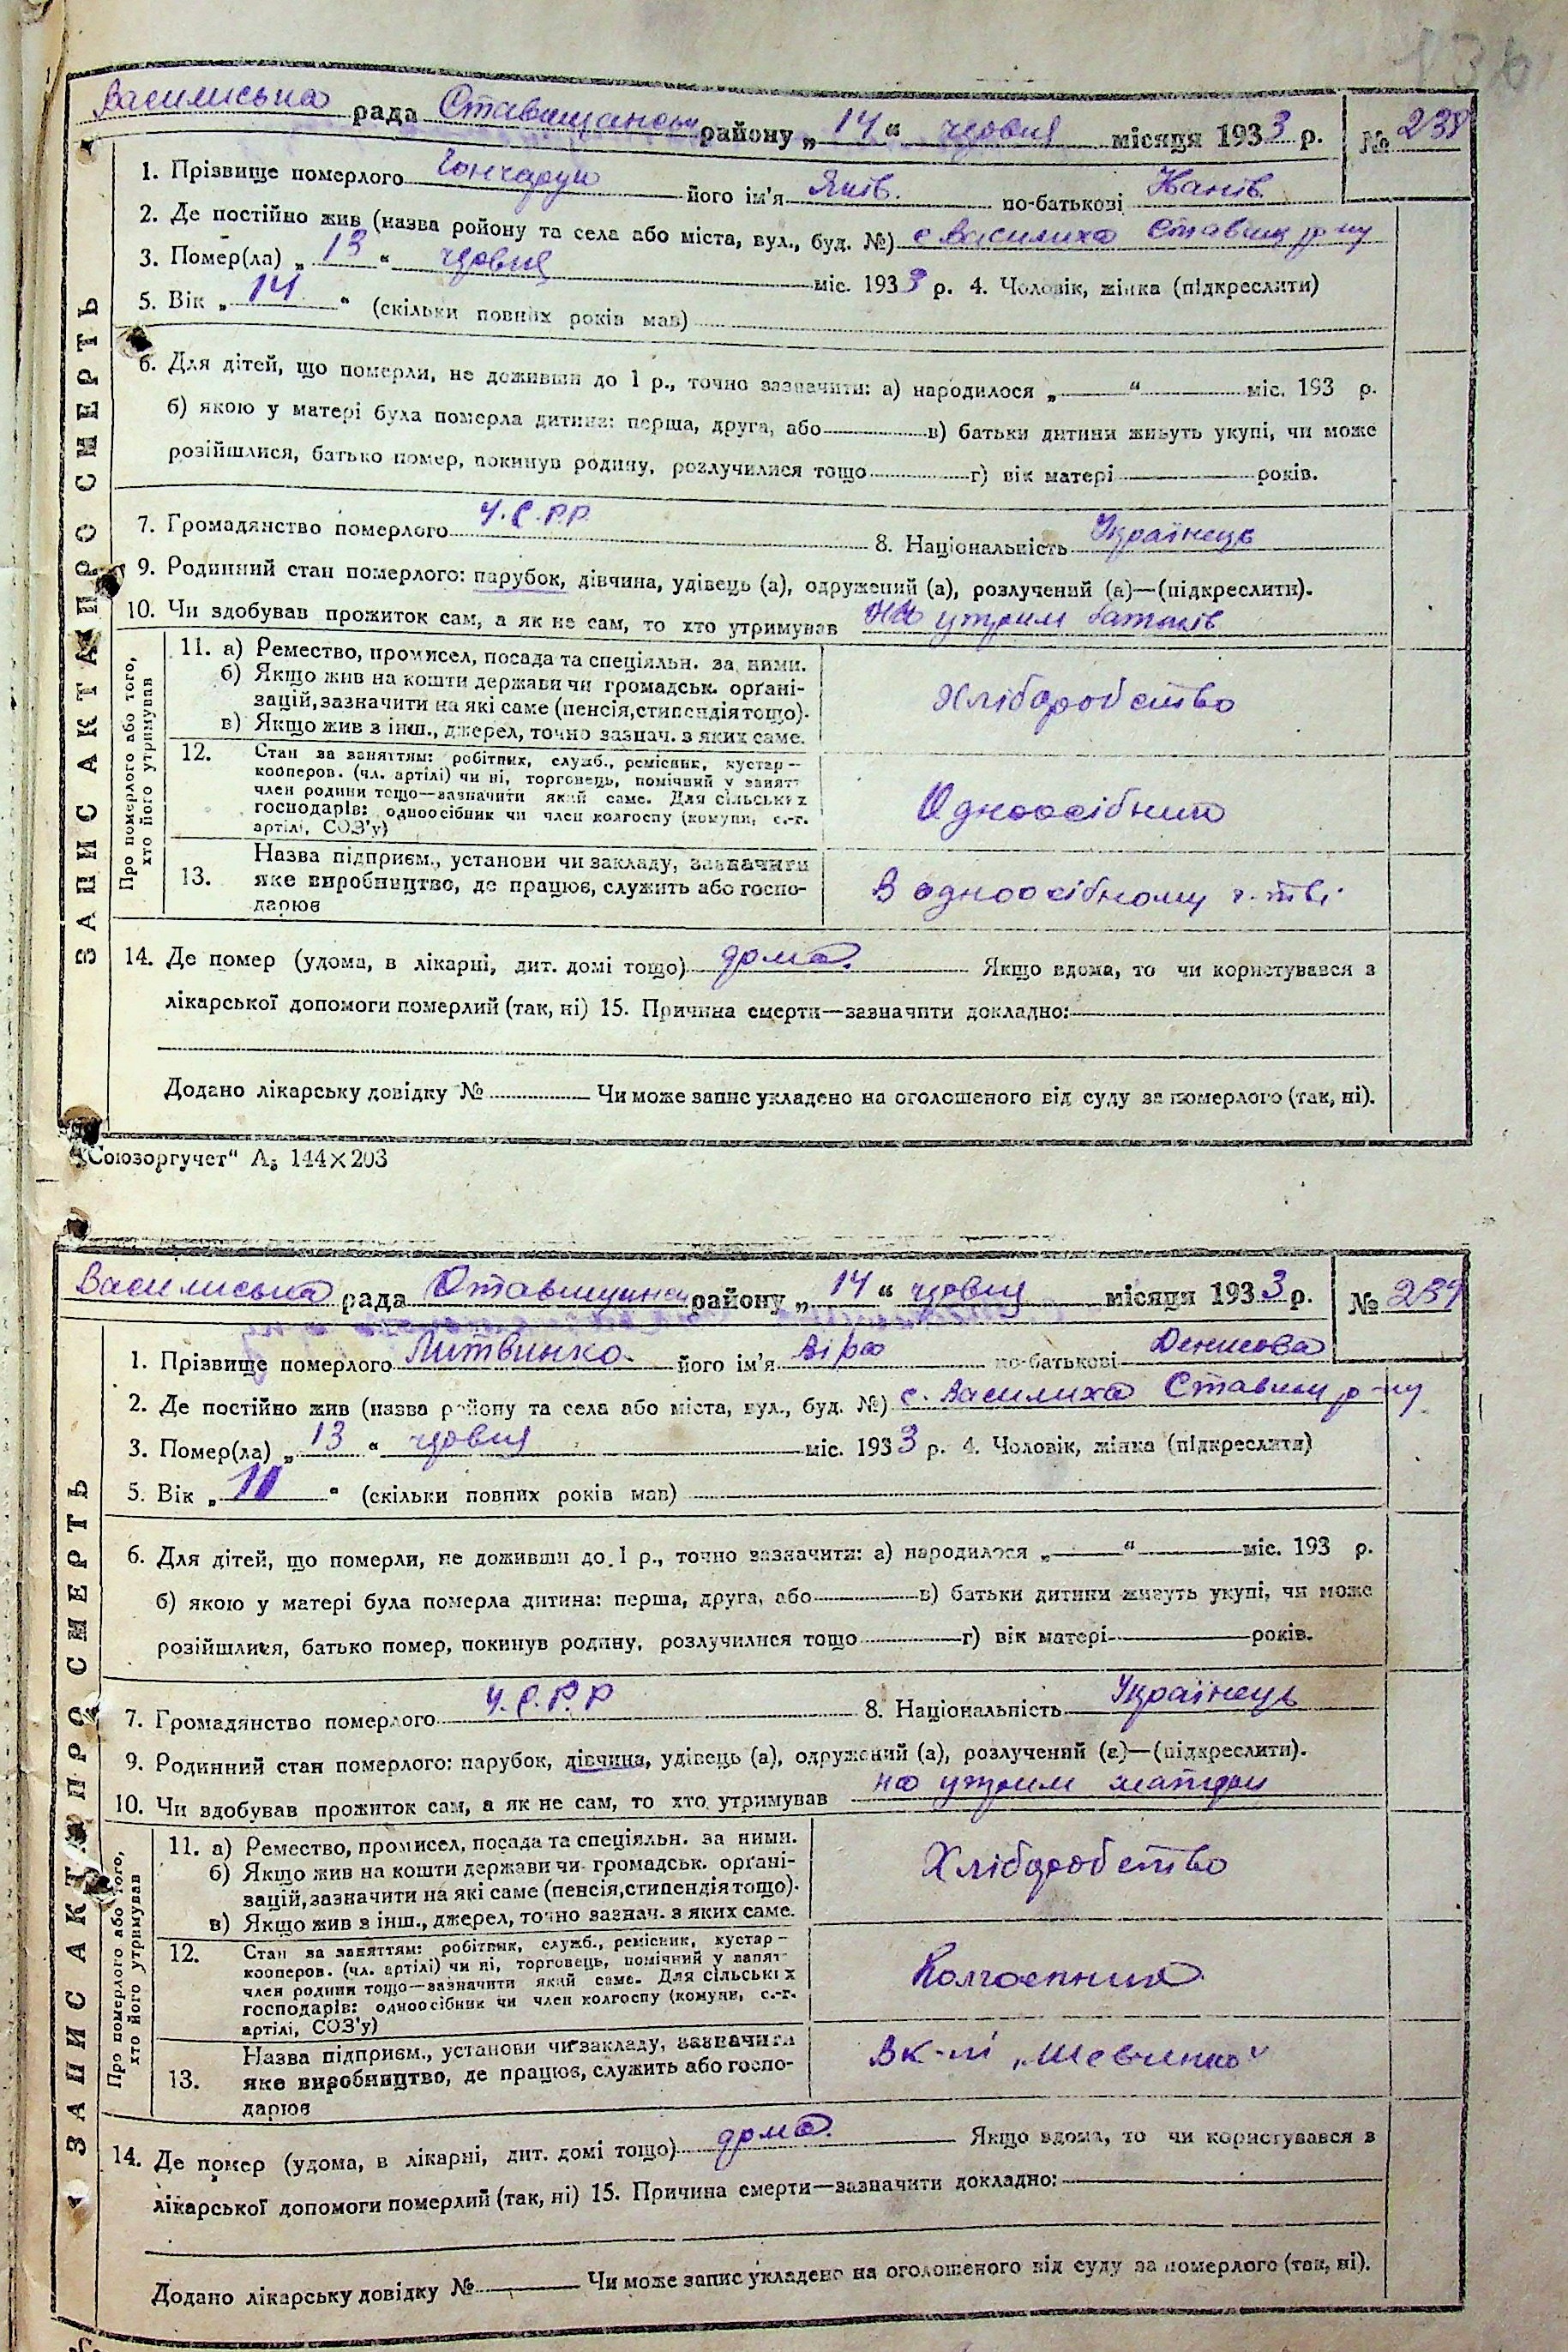 136
Василиська рада Ставищансь району „14“ червня місяця 1933 р. № 238
1. Прізвище померлого Гончарук його ім'я Яків. по-батькові
2. Де постійно жив (назва району та села або міста, вул., буд. №) с Василиха Ставищ р-ну
3. Помер(ла) „13“ червня міс. 1933 р. 4. Чоловік, жінка (підкреслити)
5. Вік „14“ (скільки повних років мав)
6. Для дітей, що померли, не доживши до 1 р., точно зазначити: а) народилося „ “ міс. 193 р.
б) якою у матері була померла дитина: перша, друга, або в) батьки дитини живуть укупі, чи може
розійшлися, батько помер, покинув родину, розлучилися тощо г) вік матері років.
7. Громадянство померлого У.С.Р.Р. 8. Національність Українець
9. Родинний стан померлого: парубок, дівчина, удівець (а), одружений (а), розлучений (а)—(підкреслити).
10. Чи здобував прожиток сам, а як не сам, то хто утримував на утрим батьків
Про померлого або того,
хто його утримував
11. а) Ремество, промисел, посада та спеціяльн. за ними.
б) Якщо жив на кошти держави чи громадськ. орґані-
зацій, зазначити на які саме (пенсія, стипендія тощо).
в) Якщо жив з інш., джерел, точно зазнач. з яких саме.
Хліборобство
12. Стан за заняттям: робітник, служб., ремісник, кустар—
кооперов. (чл. артілі) чи ні, торговець, помічний у занят-
член родини тощо—зазначити який саме. Для сільських
господарів: одноосібник чи член колгоспу (комуни, с.-г.
артілі, СОЗ'у)
Одноосібник
13. Назва підприєм., установи чи закладу, зазначити
яке виробництво, де працює, служить або госпо-
дарює
В одноосібному г-тві
14. Де помер (удома, в лікарні, дит. домі тощо) дома. Якщо вдома, то чи користувався з
лікарської допомоги померлий (так, ні) 15. Причина смерти—зазначити докладно:
Додано лікарську довідку № Чи може запис укладено на оголошеного від суду за померлого (так, ні).
ЗАПИС АКТА ПРО СМЕРТЬ
„Союзоргучет“ А5 144×203
Василиська рада Ставищансь району „14“ червня місяця 1933 р. № 239
1. Прізвище померлого Литвинко його ім'я Віра по-батькові Денисова
2. Де постійно жив (назва району та села або міста, вул., буд. №) с. Василиха Ставищ р-ну
3. Помер(ла) „13“ червня міс. 1933 р. 4. Чоловік, жінка (підкреслити)
5. Вік „ “ (скільки повних років мав)
6. Для дітей, що померли, не доживши до 1 р., точно зазначити: а) народилося „ “ міс. 193 р.
б) якою у матері була померла дитина: перша, друга, або в) батьки дитини живуть укупі, чи може
розійшлися, батько помер, покинув родину, розлучилися тощо г) вік матері років.
7. Громадянство померлого У.С.Р.Р 8. Національність Українець
9. Родинний стан померлого: парубок, дівчина, удівець (а), одружений (а), розлучений (а)—(підкреслити).
10. Чи здобував прожиток сам, а як не сам, то хто утримував на утрим матери
Про померлого або того,
хто його утримував
11. а) Ремество, промисел, посада та спеціяльн. за ними.
б) Якщо жив на кошти держави чи громадськ. орґані-
зацій, зазначити на які саме (пенсія, стипендія тощо).
в) Якщо жив з інш., джерел, точно зазнач. з яких саме.
Хліборобство
12. Стан за заняттям: робітник, служб., ремісник, кустар—
кооперов. (чл. артілі) чи ні, торговець, помічний у занят-
член родини тощо—зазначити який саме. Для сільських
господарів: одноосібник чи член колгоспу (комуни, с.-г.
артілі, СОЗ'у)
Колгоспник
13. Назва підприєм., установи чи закладу, зазначити
яке виробництво, де працює, служить або госпо-
дарює
В к-пі „Шевченко“
14. Де помер (удома, в лікарні, дит. домі тощо) дома. Якщо вдома, то чи користувався з
лікарської допомоги померлий (так, ні) 15. Причина смерти—зазначити докладно:
Додано лікарську довідку № Чи може запис укладено на оголошеного від суду за померлого (так, ні).
ЗАПИС АКТА ПРО СМЕРТЬ